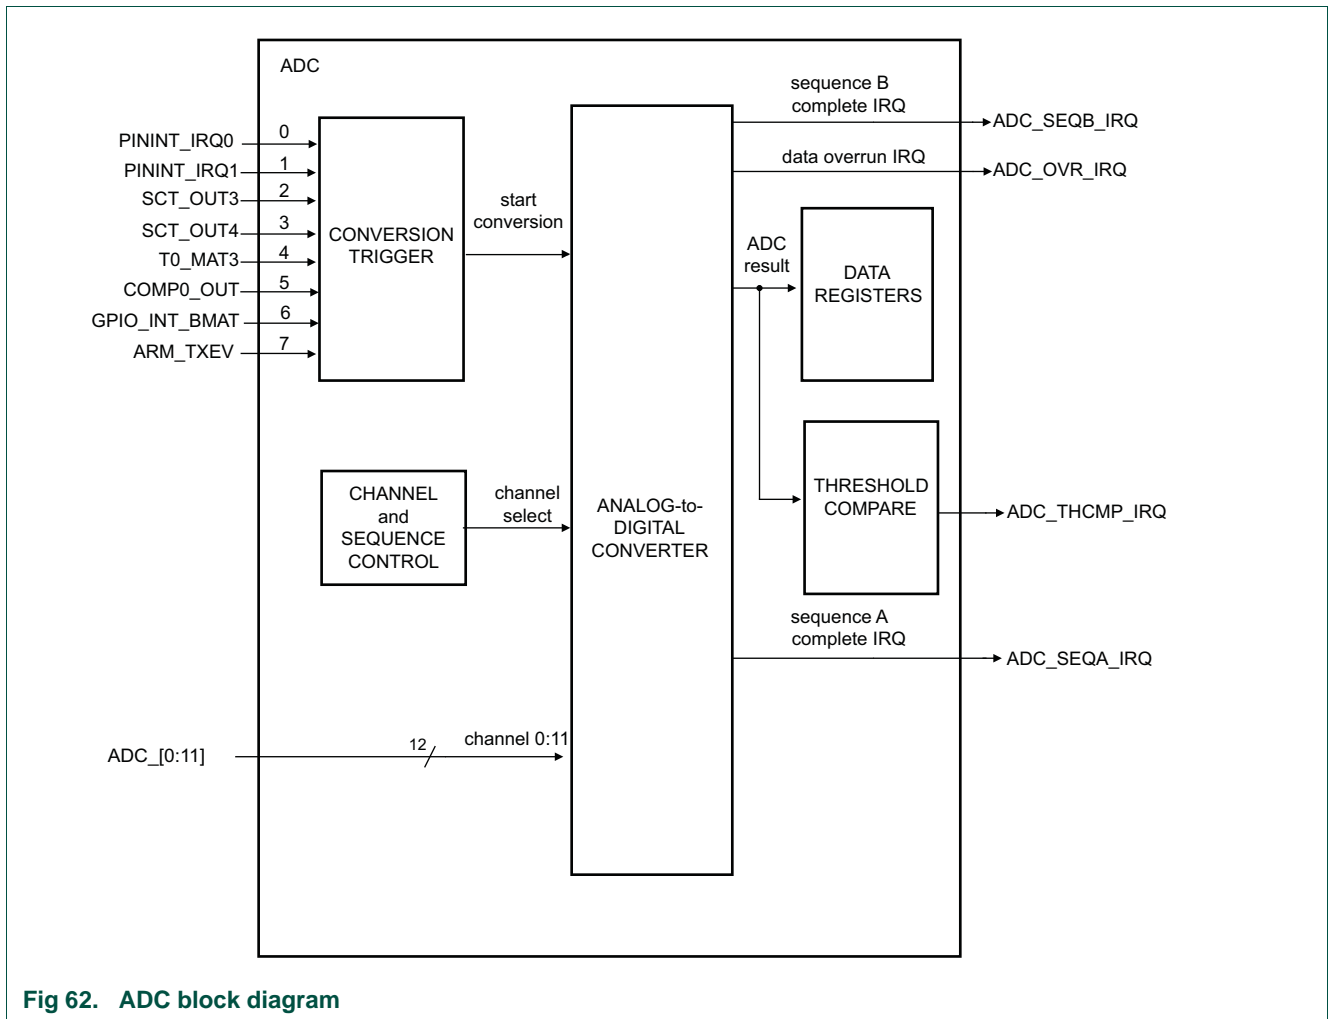 ADC
sequence B
complete IRQ
ADC_SEQB_IRQ
data overrun IRQ
ADC_OVR_IRQ
PININT_IRQ0
0
PININT_IRQ1
1
SCT_OUT3
2
SCT_OUT4
3
T0_MAT3
4
COMP0_OUT
5
GPIO_INT_BMAT
6
ARM_TXEV
7
CONVERSION
TRIGGER
start
conversion
ADC
result
DATA
REGISTERS
CHANNEL
and
SEQUENCE
CONTROL
channel
select
ANALOG-to-
DIGITAL
CONVERTER
THRESHOLD
COMPARE
ADC_THCMP_IRQ
sequence A
complete IRQ
ADC_SEQA_IRQ
ADC_[0:11]
12
channel 0:11
Fig 62. ADC block diagram